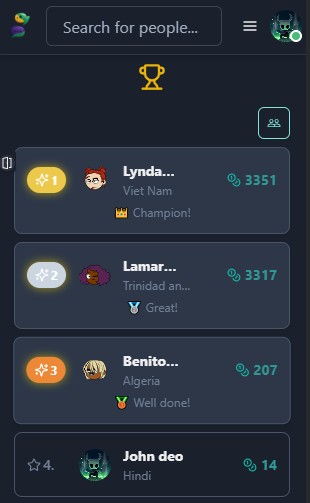 Search for people...
1
Lynda...
3351
Viet Nam
Champion!
2
Lamar...
3317
Trinidad an...
Great!
3
Benito...
207
Algeria
Well done!
4.
John deo
14
Hindi